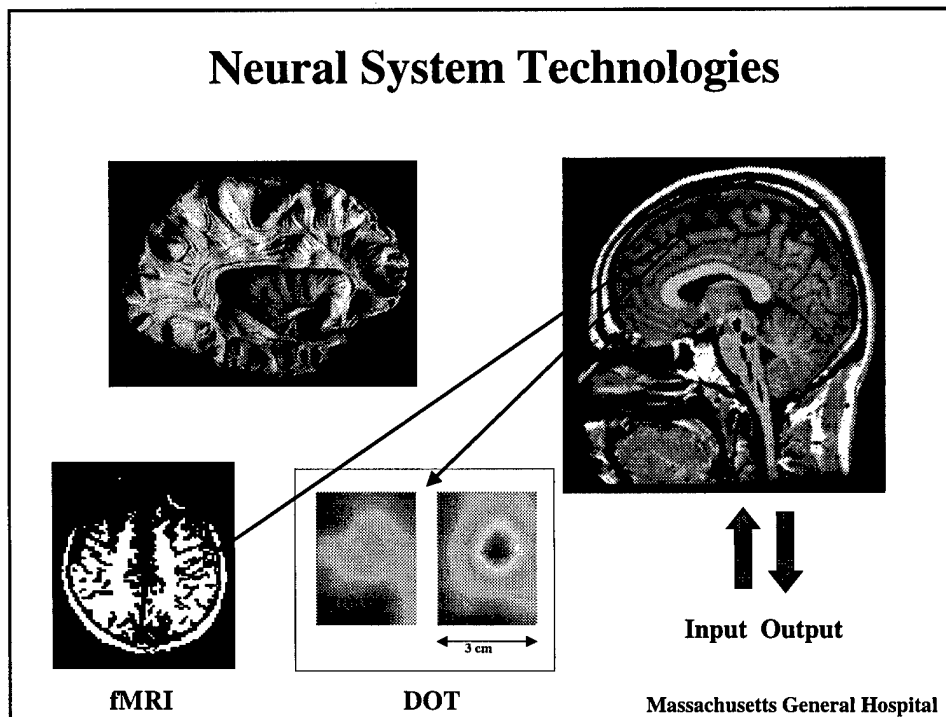 Neural System Technologies
3 cm
Input Output
fMRI
DOT
Massachusetts General Hospital